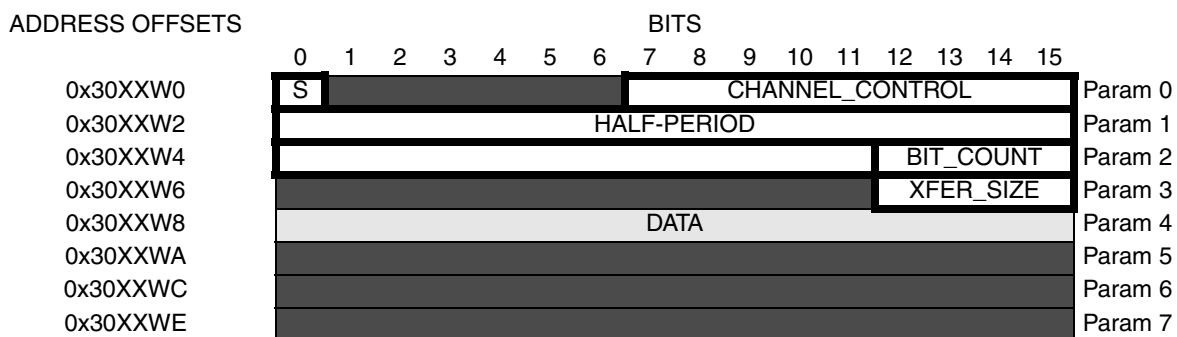 ADDRESS OFFSETS BITS
0 1 2 3 4 5 6 7 8 9 10 11 12 13 14 15
0x30XXW0 S CHANNEL_CONTROL Param 0
0x30XXW2 HALF-PERIOD Param 1
0x30XXW4 BIT_COUNT Param 2
0x30XXW6 XFER_SIZE Param 3
0x30XXW8 DATA Param 4
0x30XXWA Param 5
0x30XXWC Param 6
0x30XXWE Param 7